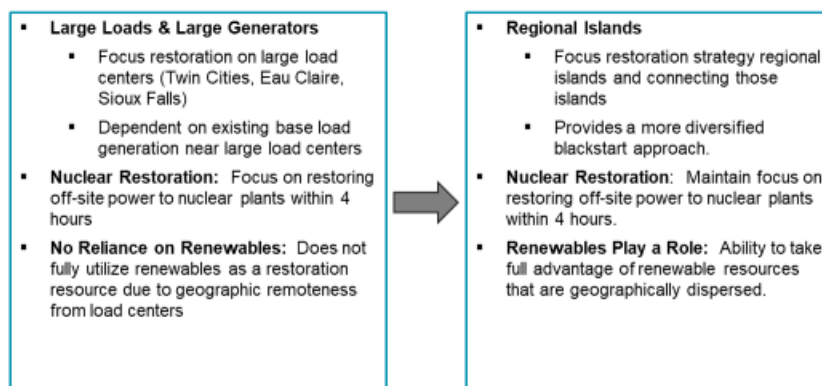 ▪ Large Loads & Large Generators
▪ Focus restoration on large load
centers (Twin Cities, Eau Claire,
Sioux Falls)
▪ Dependent on existing base load
generation near large load centers
▪ Nuclear Restoration: Focus on restoring
off-site power to nuclear plants within 4
hours
▪ No Reliance on Renewables: Does not
fully utilize renewables as a restoration
resource due to geographic remoteness
from load centers
▪ Regional Islands
▪ Focus restoration strategy regional
islands and connecting those
islands
▪ Provides a more diversified
blackstart approach.
▪ Nuclear Restoration: Maintain focus on
restoring off-site power to nuclear plants
within 4 hours.
▪ Renewables Play a Role: Ability to take
full advantage of renewable resources
that are geographically dispersed.